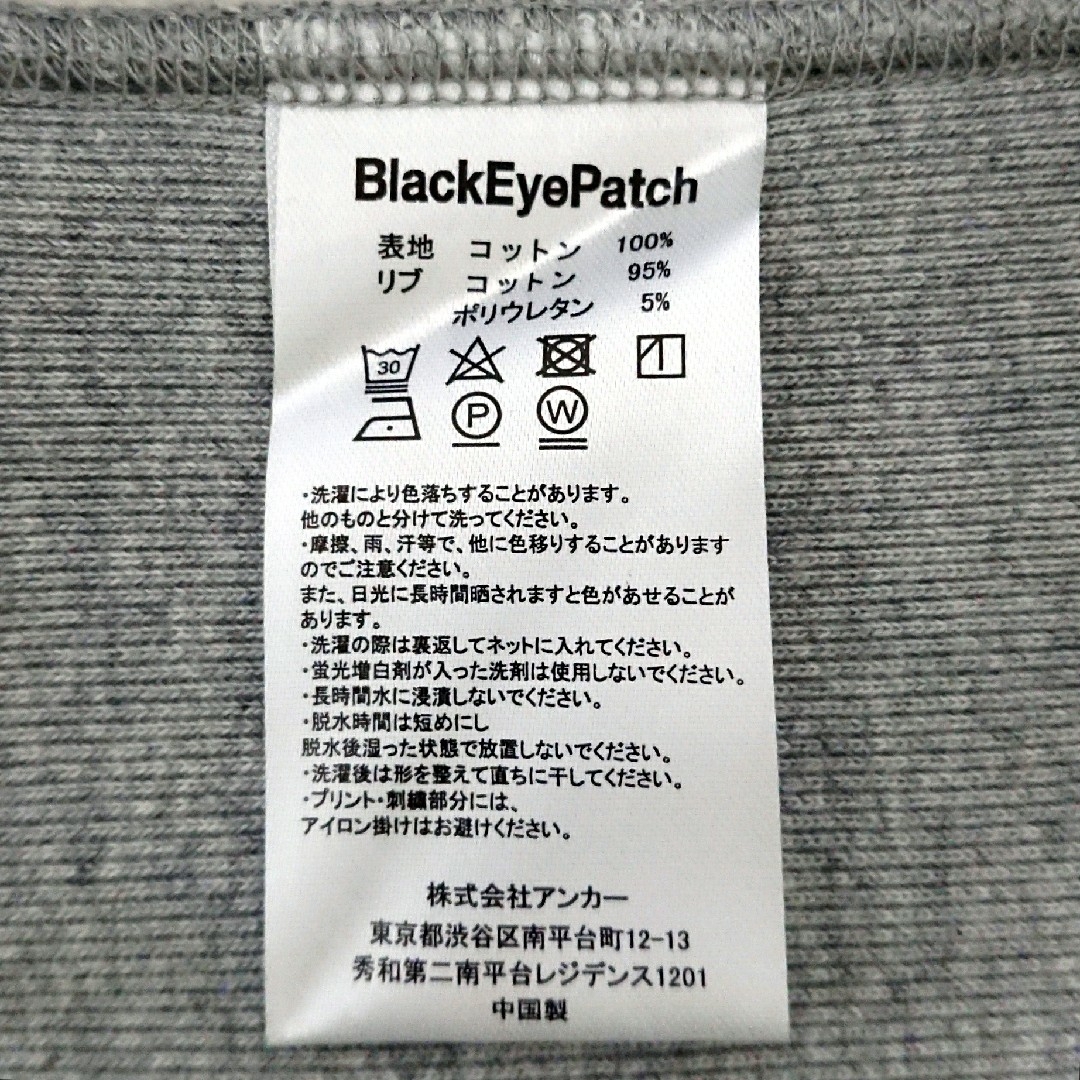 BlackEyePatch
表地 コットン 100%
リブ コットン 95%
ポリウレタン 5%
30
P W
・洗濯により色落ちすることがあります。
他のものと分けて洗ってください。
・摩擦、雨、汗等で、他に色移りすることがあります
のでご注意ください。
また、日光に長時間晒されますと色があせることが
あります。
・洗濯の際は裏返してネットに入れてください。
・蛍光増白剤が入った洗剤は使用しないでください。
・長時間水に浸漬しないでください。
・脱水時間は短めにし
脱水後湿った状態で放置しないでください。
・洗濯後は形を整えて直ちに干してください。
・プリント・刺繍部分には、
アイロン掛けはお避けください。
株式会社アンカー
東京都渋谷区南平台町12-13
秀和第二南平台レジデンス1201
中国製